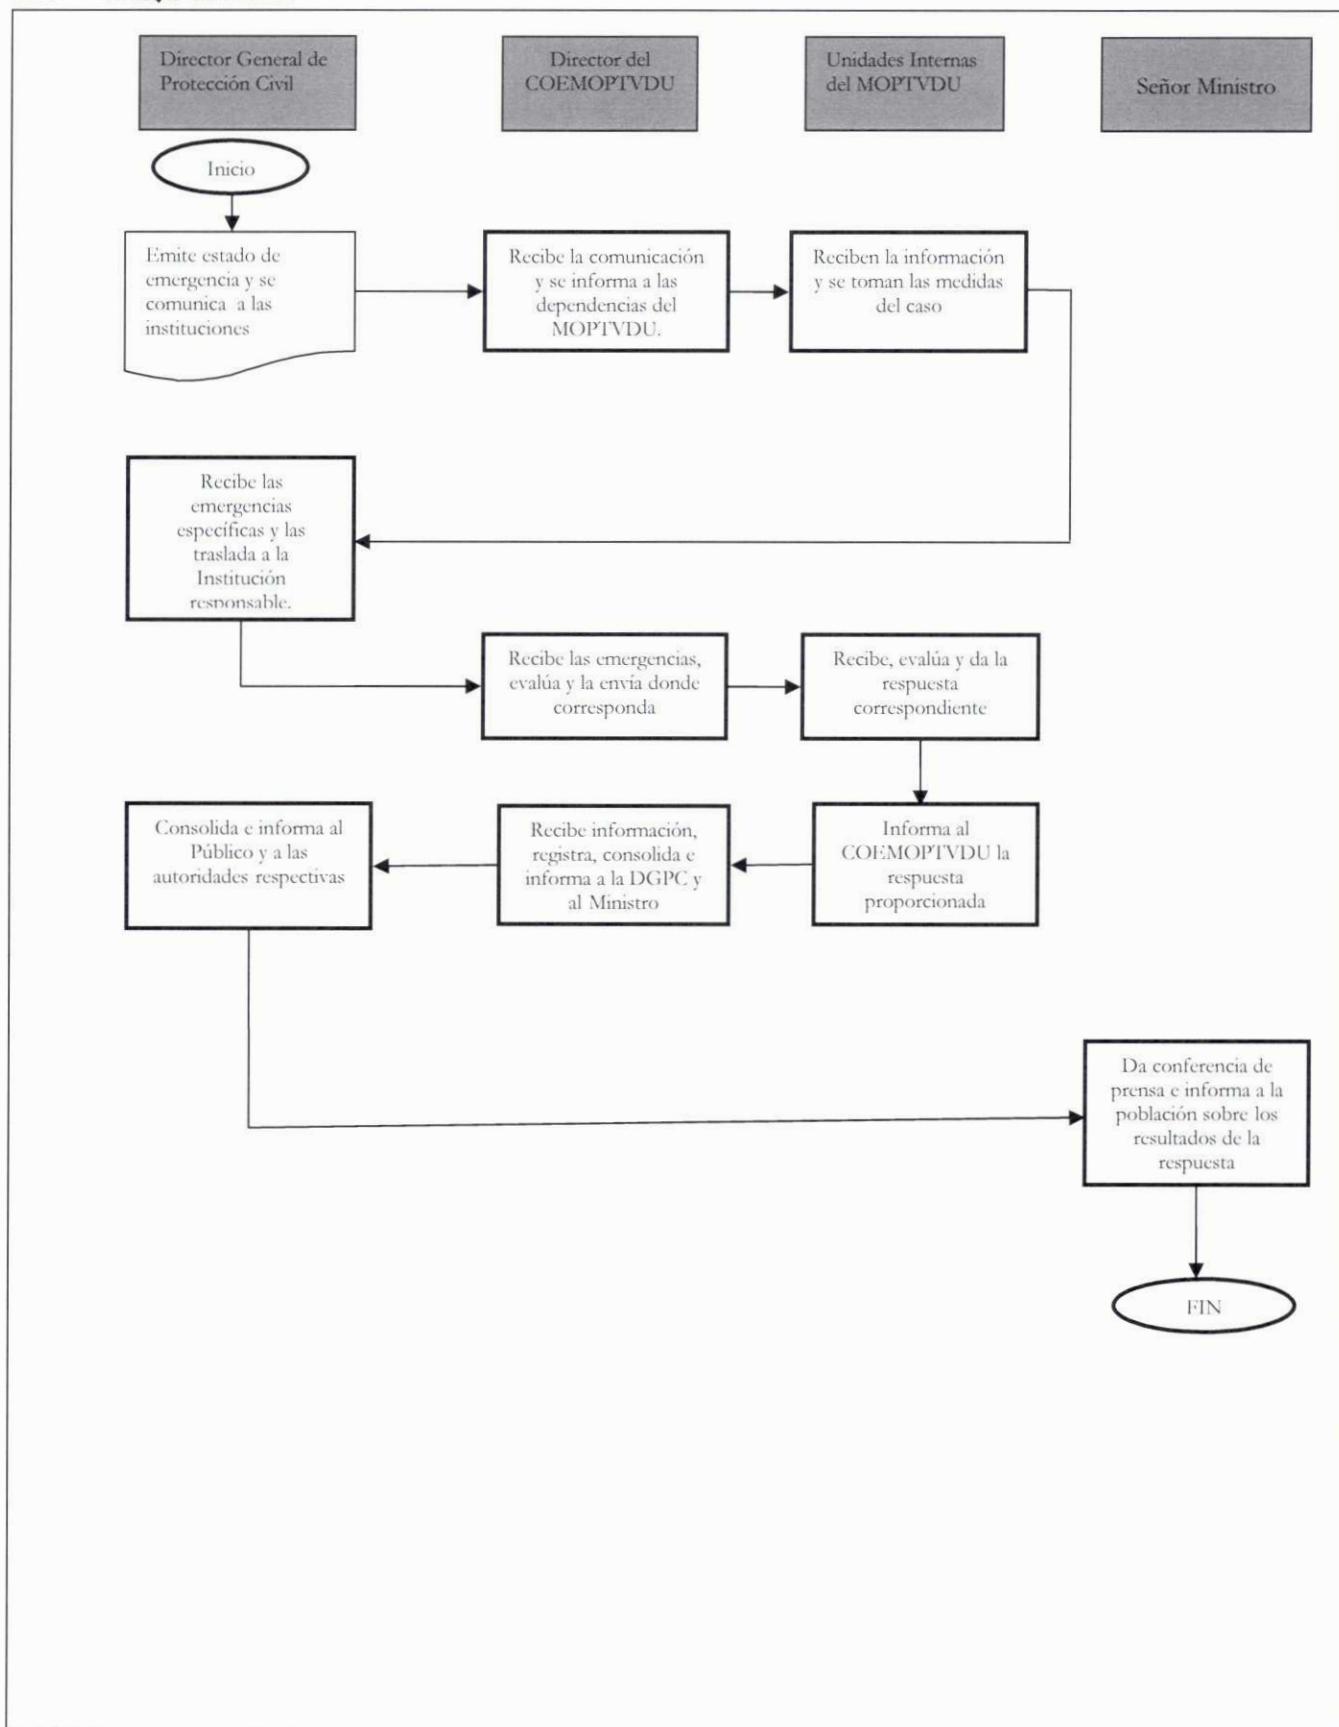 Director General de
Protección Civil
Director del
COEMOPTVDU
Unidades Internas
del MOPTVDU
Señor Ministro
Inicio
Emite estado de
emergencia y se
comunica a las
instituciones
Recibe la comunicación
y se informa a las
dependencias del
MOPTVDU.
Reciben la información
y se toman las medidas
del caso
Recibe las
emergencias
específicas y las
traslada a la
Institución
responsable.
Recibe las emergencias,
evalúa y la envía donde
corresponda
Recibe, evalúa y da la
respuesta
correspondiente
Consolida e informa al
Público y a las
autoridades respectivas
Recibe información,
registra, consolida e
informa a la DGPC y
al Ministro
Informa al
COEMOPTVDU la
respuesta
proporcionada
Da conferencia de
prensa e informa a la
población sobre los
resultados de la
respuesta
FIN